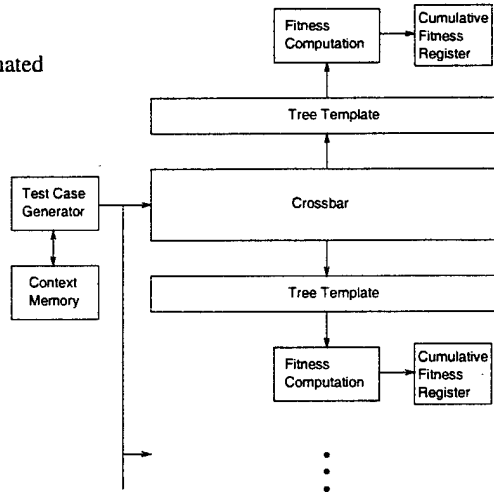 Fitness
Computation
Cumulative
Fitness
Register
Tree Template
Test Case
Generator
Crossbar
Context
Memory
Tree Template
Fitness
Computation
Cumulative
Fitness
Register